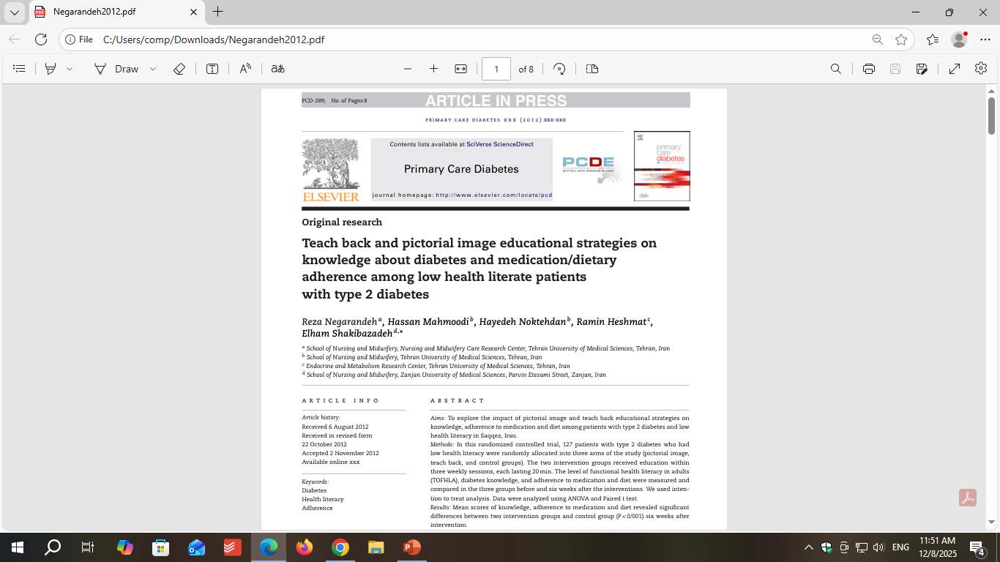 Negarandeh2012.pdf
File C:/Users/comp/Downloads/Negarandeh2012.pdf
Draw
1 of 8
PCD-289; No. of Pages 8
ARTICLE IN PRESS
PRIMARY CARE DIABETES XXX (2012) XXX–XXX
Contents lists available at SciVerse ScienceDirect
Primary Care Diabetes
journal homepage: http://www.elsevier.com/locate/pcd
ELSEVIER
PCDE
primary care diabetes europe
primary
care
diabetes
Original research
Teach back and pictorial image educational strategies on
knowledge about diabetes and medication/dietary
adherence among low health literate patients
with type 2 diabetes
Reza Negarandeh a, Hassan Mahmoodi b, Hayedeh Noktehdan b, Ramin Heshmat c,
Elham Shakibazadeh d,*
a School of Nursing and Midwifery, Nursing and Midwifery Care Research Center, Tehran University of Medical Sciences, Tehran, Iran
b School of Nursing and Midwifery, Tehran University of Medical Sciences, Tehran, Iran
c Endocrine and Metabolism Research Center, Tehran University of Medical Sciences, Tehran, Iran
d School of Nursing and Midwifery, Zanjan University of Medical Sciences, Parvin Etesami Street, Zanjan, Iran
ARTICLE INFO
Article history:
Received 6 August 2012
Received in revised form
22 October 2012
Accepted 2 November 2012
Available online xxx
Keywords:
Diabetes
Health literacy
Adherence
ABSTRACT
Aims: To explore the impact of pictorial image and teach back educational strategies on
knowledge, adherence to medication and diet among patients with type 2 diabetes and low
health literacy in Saqqez, Iran.
Methods: In this randomized controlled trial, 127 patients with type 2 diabetes who had
low health literacy were randomly allocated into three arms of the study (pictorial image,
teach back, and control groups). The two intervention groups received education within
three weekly sessions, each lasting 20 min. The level of functional health literacy in adults
(TOFHLA), diabetes knowledge, and adherence to medication and diet were measured and
compared in the three groups before and six weeks after the interventions. We used inten-
tion to treat analysis. Data were analyzed using ANOVA and Paired t test.
Results: Mean scores of knowledge, adherence to medication and diet revealed significant
differences between two intervention groups and control group (P < 0/001) six weeks after
intervention.
ENG
11:51 AM
12/8/2025
4